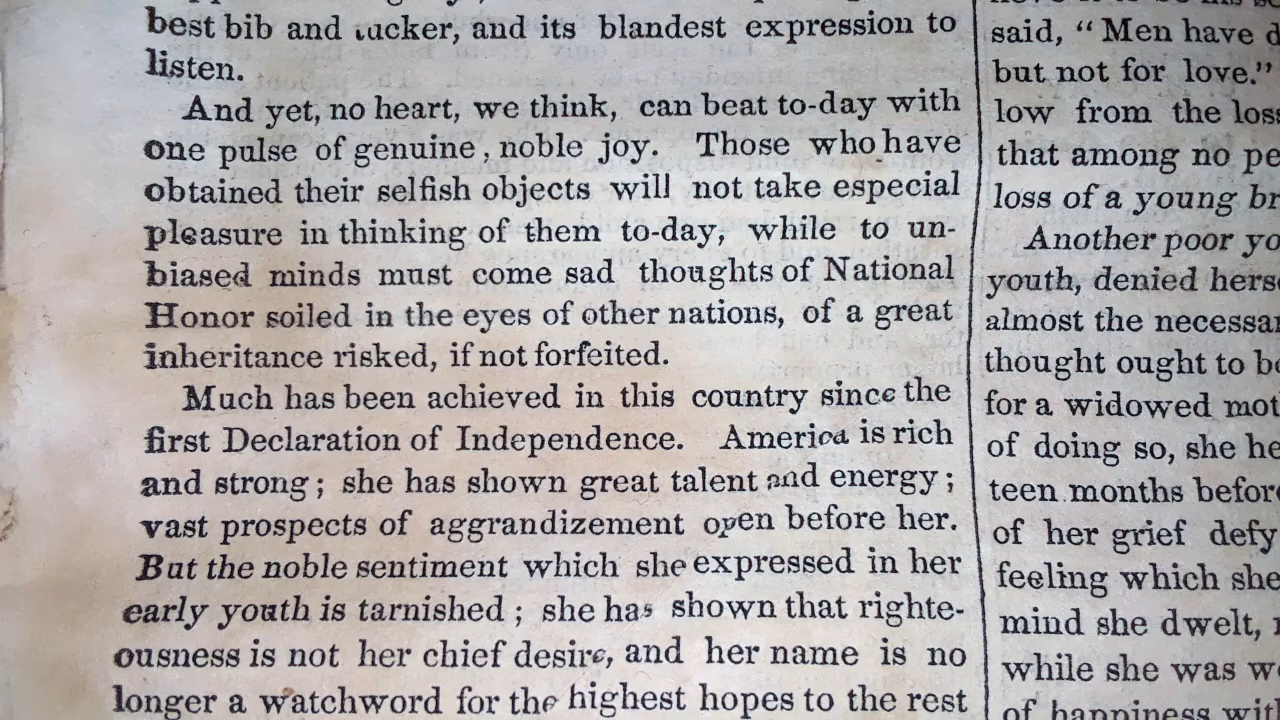 best bib and tucker, and its blandest expression to
listen.
And yet, no heart, we think, can beat to-day with
one pulse of genuine, noble joy. Those who have
obtained their selfish objects will not take especial
pleasure in thinking of them to-day, while to un-
biased minds must come sad thoughts of National
Honor soiled in the eyes of other nations, of a great
inheritance risked, if not forfeited.
Much has been achieved in this country since the
first Declaration of Independence. America is rich
and strong; she has shown great talent and energy;
vast prospects of aggrandizement open before her.
But the noble sentiment which she expressed in her
early youth is tarnished; she has shown that righte-
ousness is not her chief desire, and her name is no
longer a watchword for the highest hopes to the rest
said, "Men have
but not for love."
low from the
that among no
loss of a young
Another poor
youth, denied
almost the
thought ought to
for a widowed
of doing so, she
teen months
of her grief defy
feeling which she
mind she dwelt,
while she was
of happiness